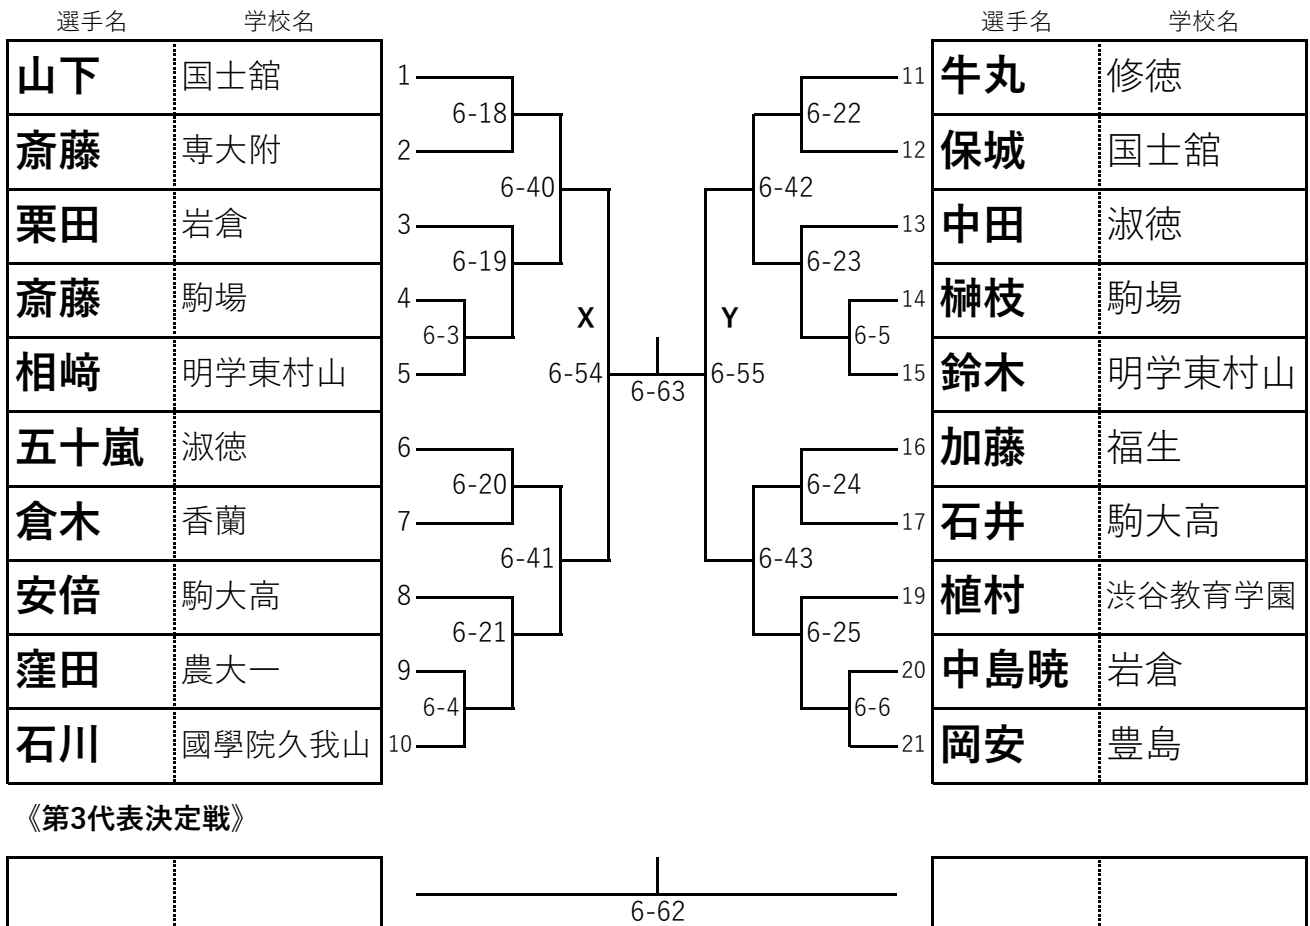 選手名 学校名 選手名 学校名
山下 国士舘 1 11 牛丸 修徳
6-18 6-22
斎藤 専大附 2 12 保城 国士舘
6-40 6-42
栗田 岩倉 3 13 中田 淑徳
6-19 6-23
斎藤 駒場 4 14 榊枝 駒場
X Y
6-3 6-5
相﨑 明学東村山 5 6-54 6-55 15 鈴木 明学東村山
6-63
五十嵐 淑徳 6 16 加藤 福生
6-20 6-24
倉木 香蘭 7 17 石井 駒大高
6-41 6-43
安倍 駒大高 8 19 植村 渋谷教育学園
6-21 6-25
窪田 農大一 9 20 中島暁 岩倉
6-4 6-6
石川 國學院久我山 10 21 岡安 豊島
《第3代表決定戦》
6-62